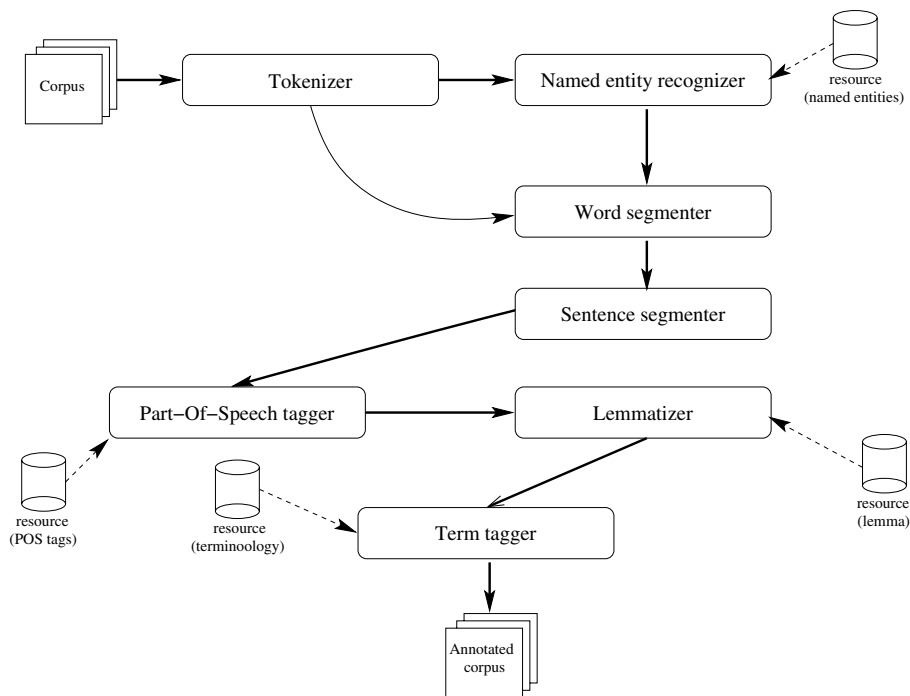 Corpus
Tokenizer
Named entity recognizer
resource
(named entities)
Word segmenter
Sentence segmenter
Part−Of−Speech tagger
Lemmatizer
resource
(POS tags)
resource
(terminoology)
resource
(lemma)
Term tagger
Annotated
corpus